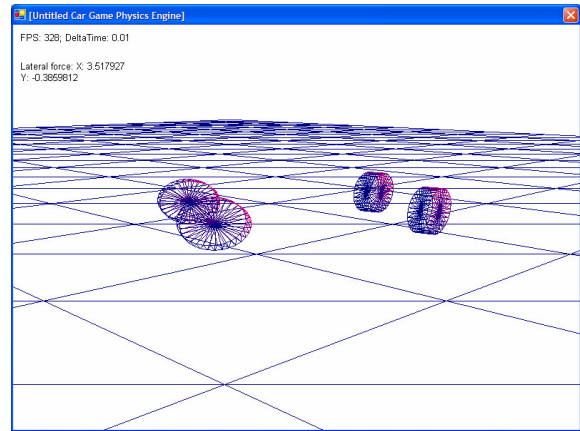 [Untitled Car Game Physics Engine]
FPS: 328; DeltaTime: 0.01
Lateral force: X: 3.517927
Y: -0.3859812